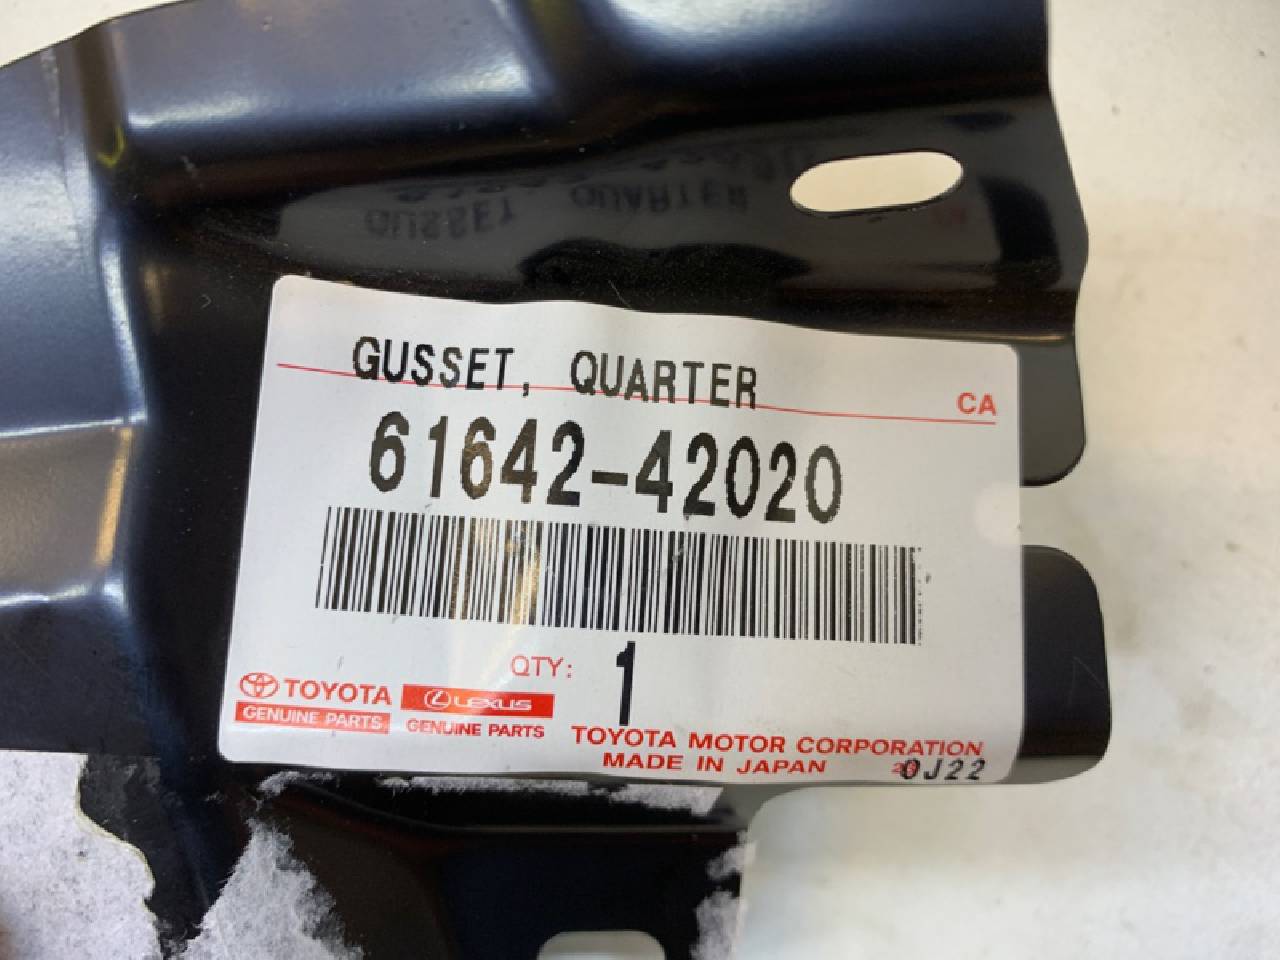 GUSSET, QUARTER
CA
61642-42020
QTY: 1
TOYOTA
GENUINE PARTS
LEXUS
GENUINE PARTS
TOYOTA MOTOR CORPORATION
MADE IN JAPAN
0J22